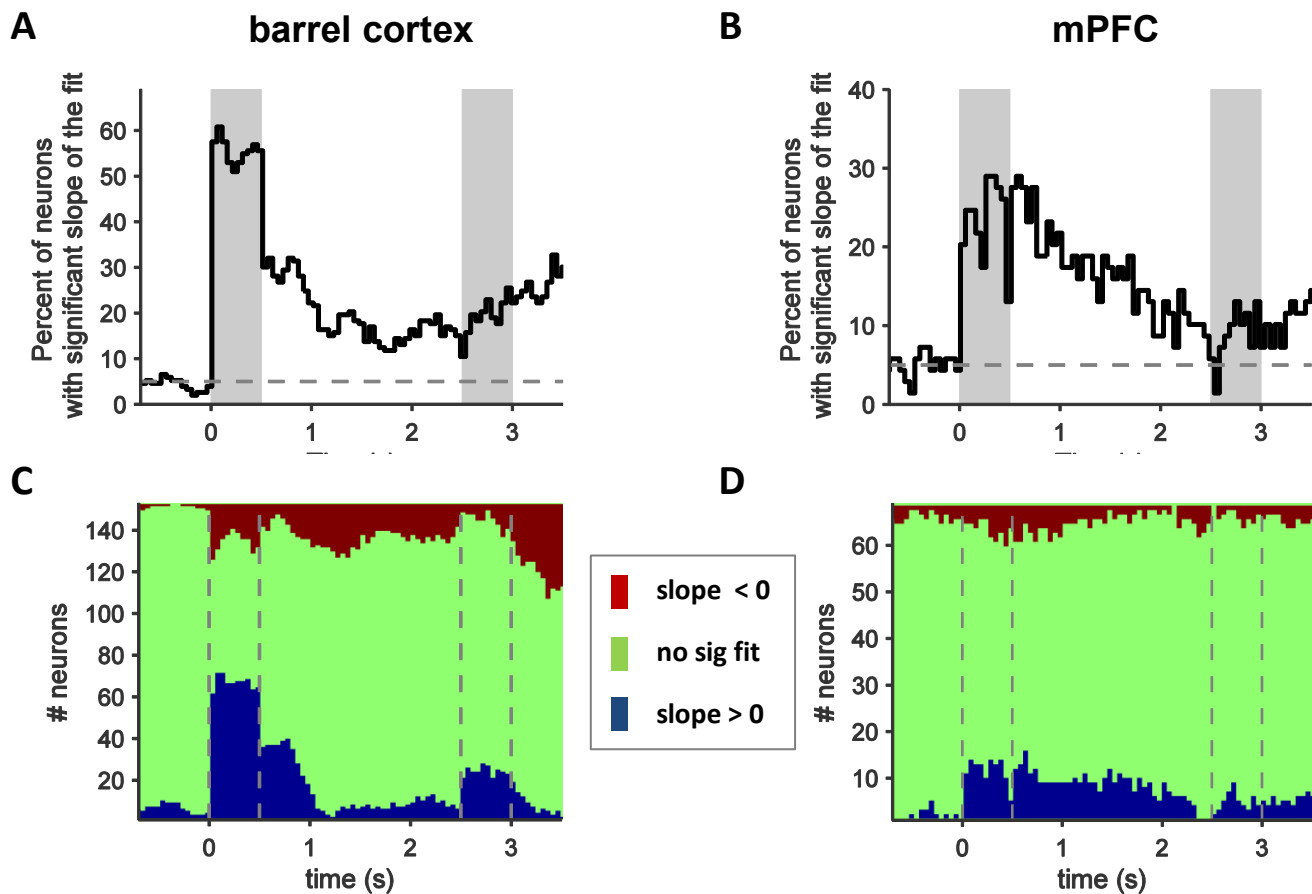 A
barrel cortex
B
mPFC
Percent of neurons
with significant slope of the fit
60
50
40
30
20
10
0
0
1
2
3
Percent of neurons
with significant slope of the fit
40
30
20
10
0
0
1
2
3
C
# neurons
140
120
100
80
60
40
20
0
1
2
3
time (s)
slope < 0
no sig fit
slope > 0
D
# neurons
60
50
40
30
20
10
0
1
2
3
time (s)